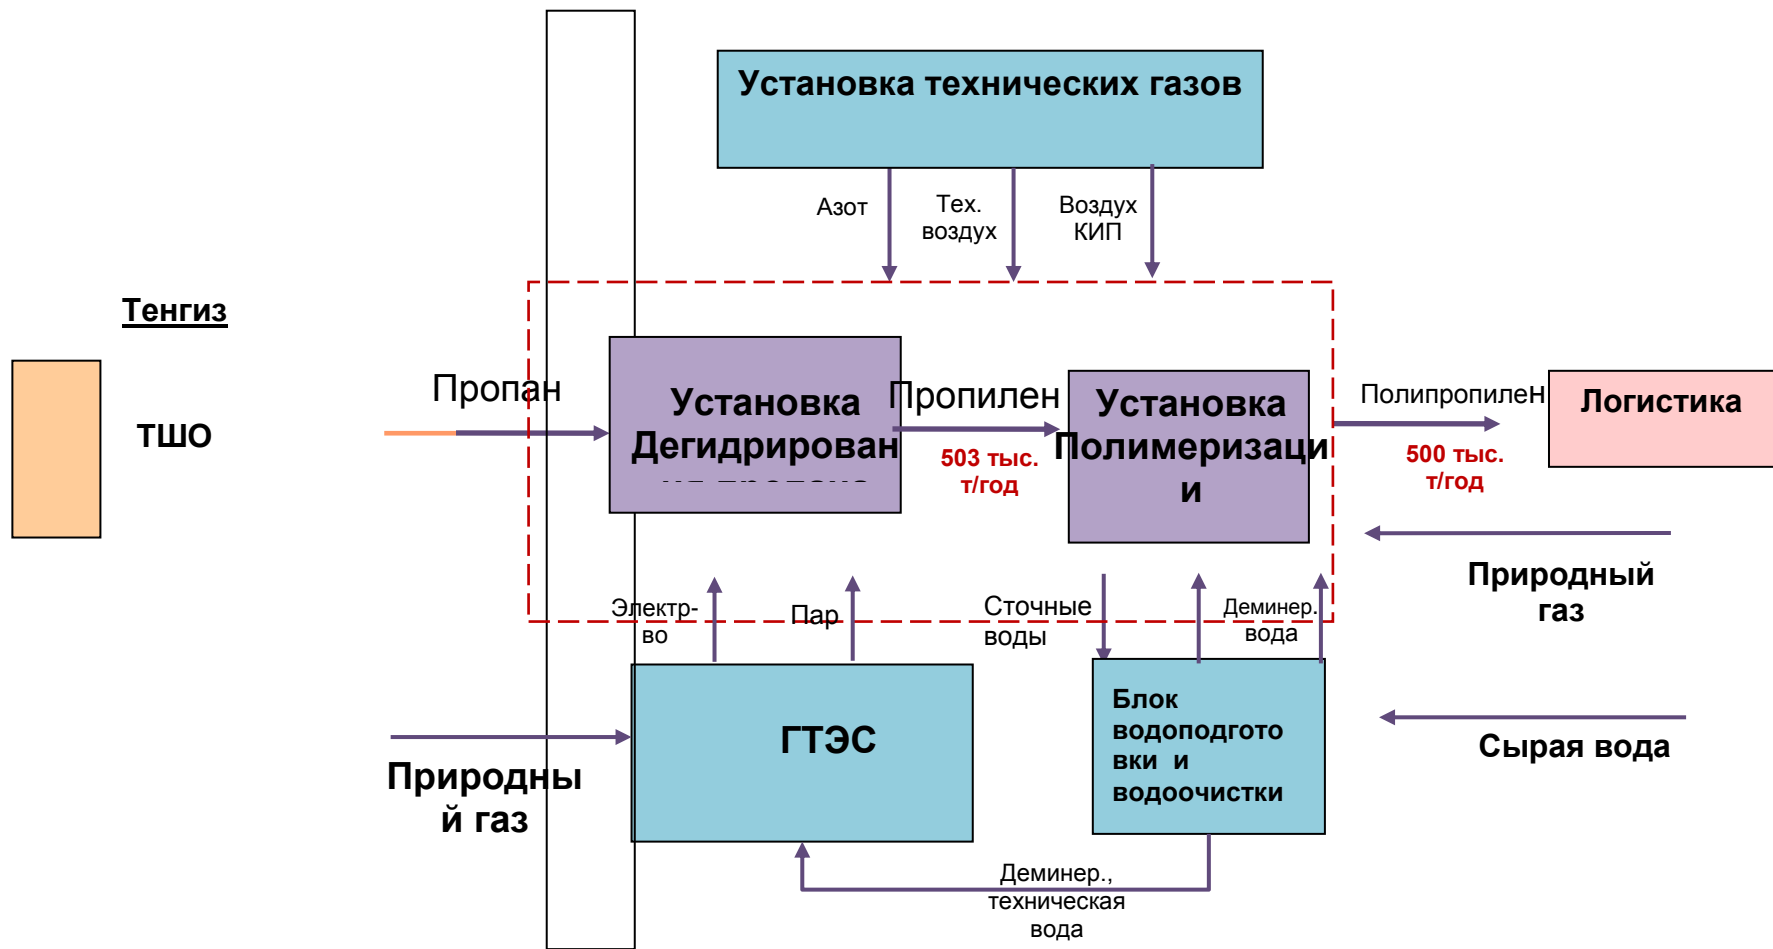 Установка технических газов
Азот
Тех.
воздух
Воздух
КИП
Тенгиз
ТШО
Пропан
Установка
Дегидрирован
Пропилен
503 тыс.
т/год
Установка
Полимеризаци
и
Полипропилен
500 тыс.
т/год
Логистика
Природный
газ
Электр-
во
Пар
Сточные
воды
Деминер.
вода
Природны
й газ
ГТЭС
Блок
водоподгото
вки и
водоочистки
Сырая вода
Деминер.,
техническая
вода